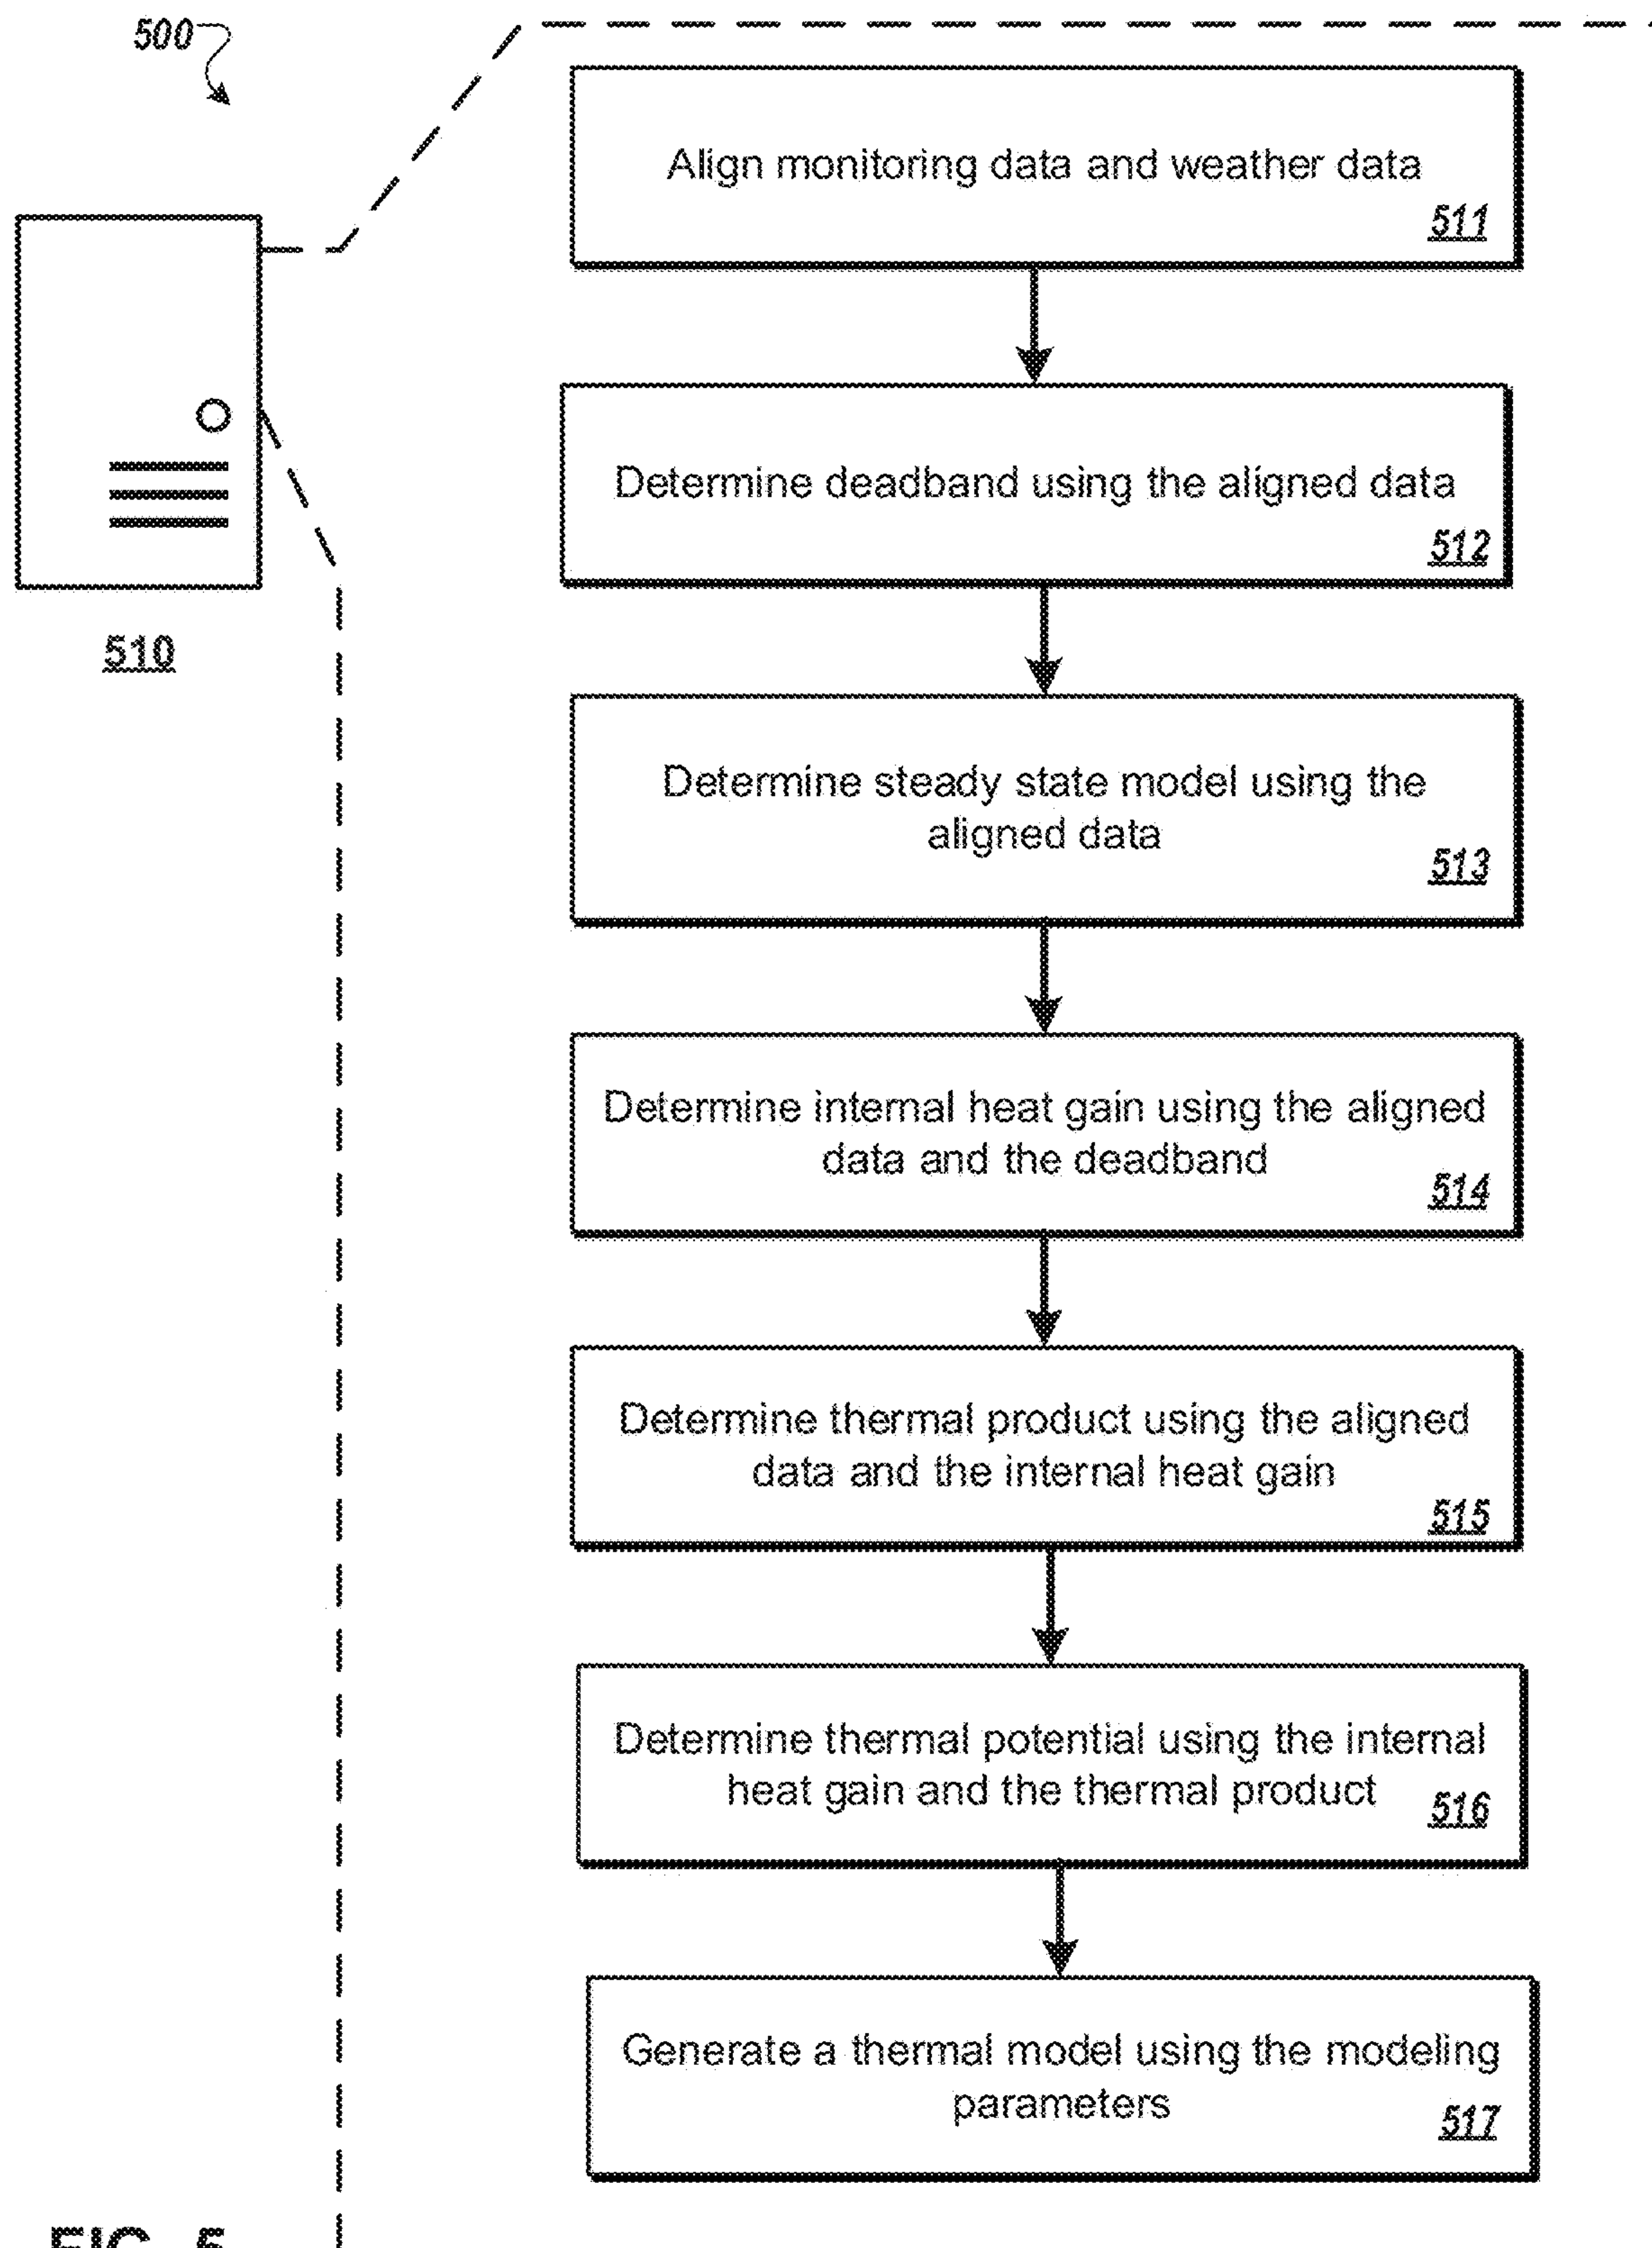 500
Align monitoring data and weather data
511
Determine deadband using the aligned data
512
510
Determine steady state model using the
aligned data
513
Determine internal heat gain using the aligned
data and the deadband
514
Determine thermal product using the aligned
data and the internal heat gain
515
Determine thermal potential using the internal
heat gain and the thermal product
516
Generate a thermal model using the modeling
parameters
517
FIG. 5